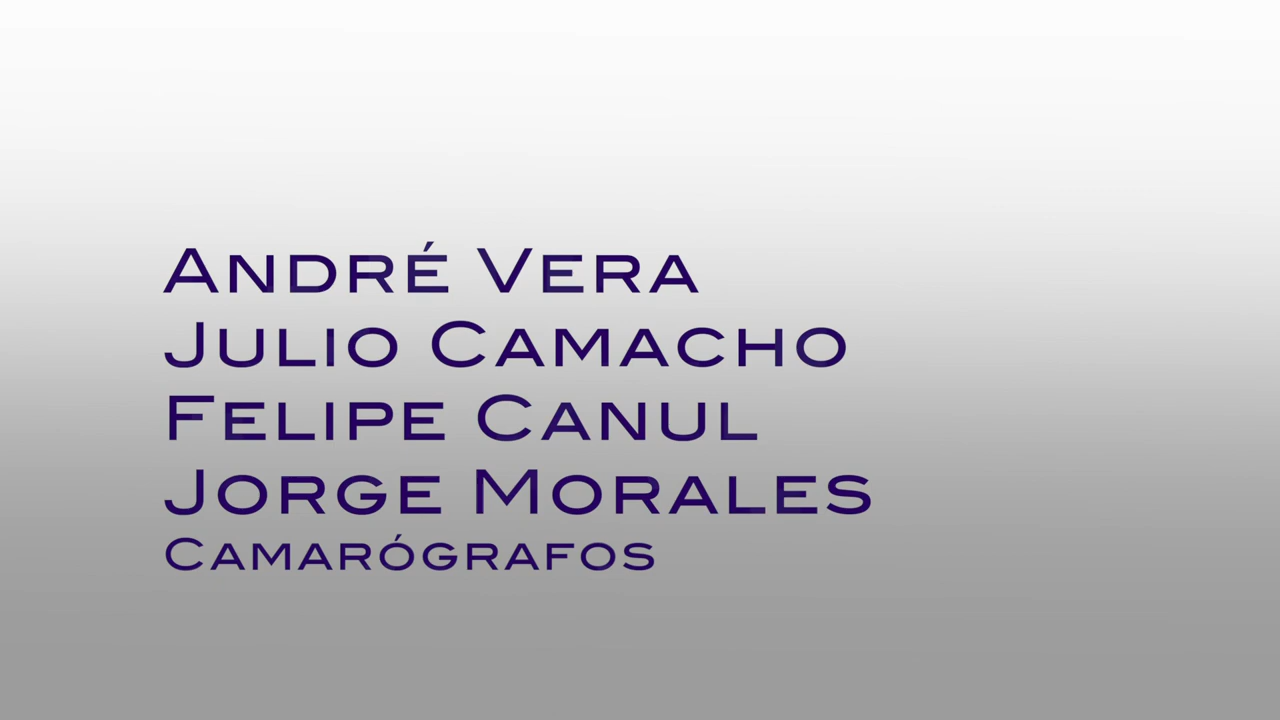 André Vera
Julio Camacho
Felipe Canul
Jorge Morales
Camarógrafos